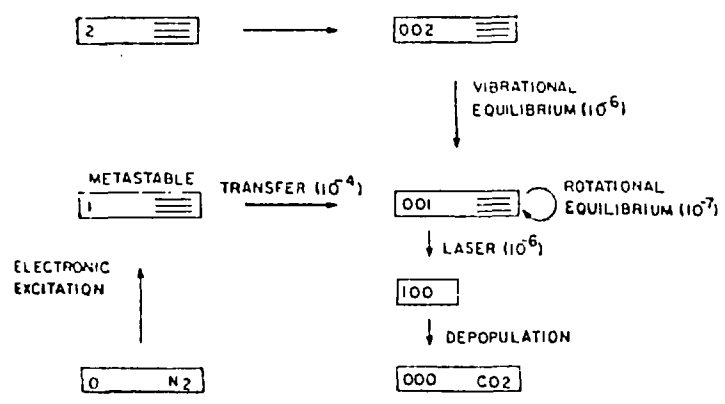 2
002
VIBRATIONAL
EQUILIBRIUM (10⁻⁶)
METASTABLE
1
TRANSFER (10⁻⁴)
001
ROTATIONAL
EQUILIBRIUM (10⁻⁷)
LASER (10⁻⁶)
ELECTRONIC
EXCITATION
100
DEPOPULATION
0 N2
000 CO2